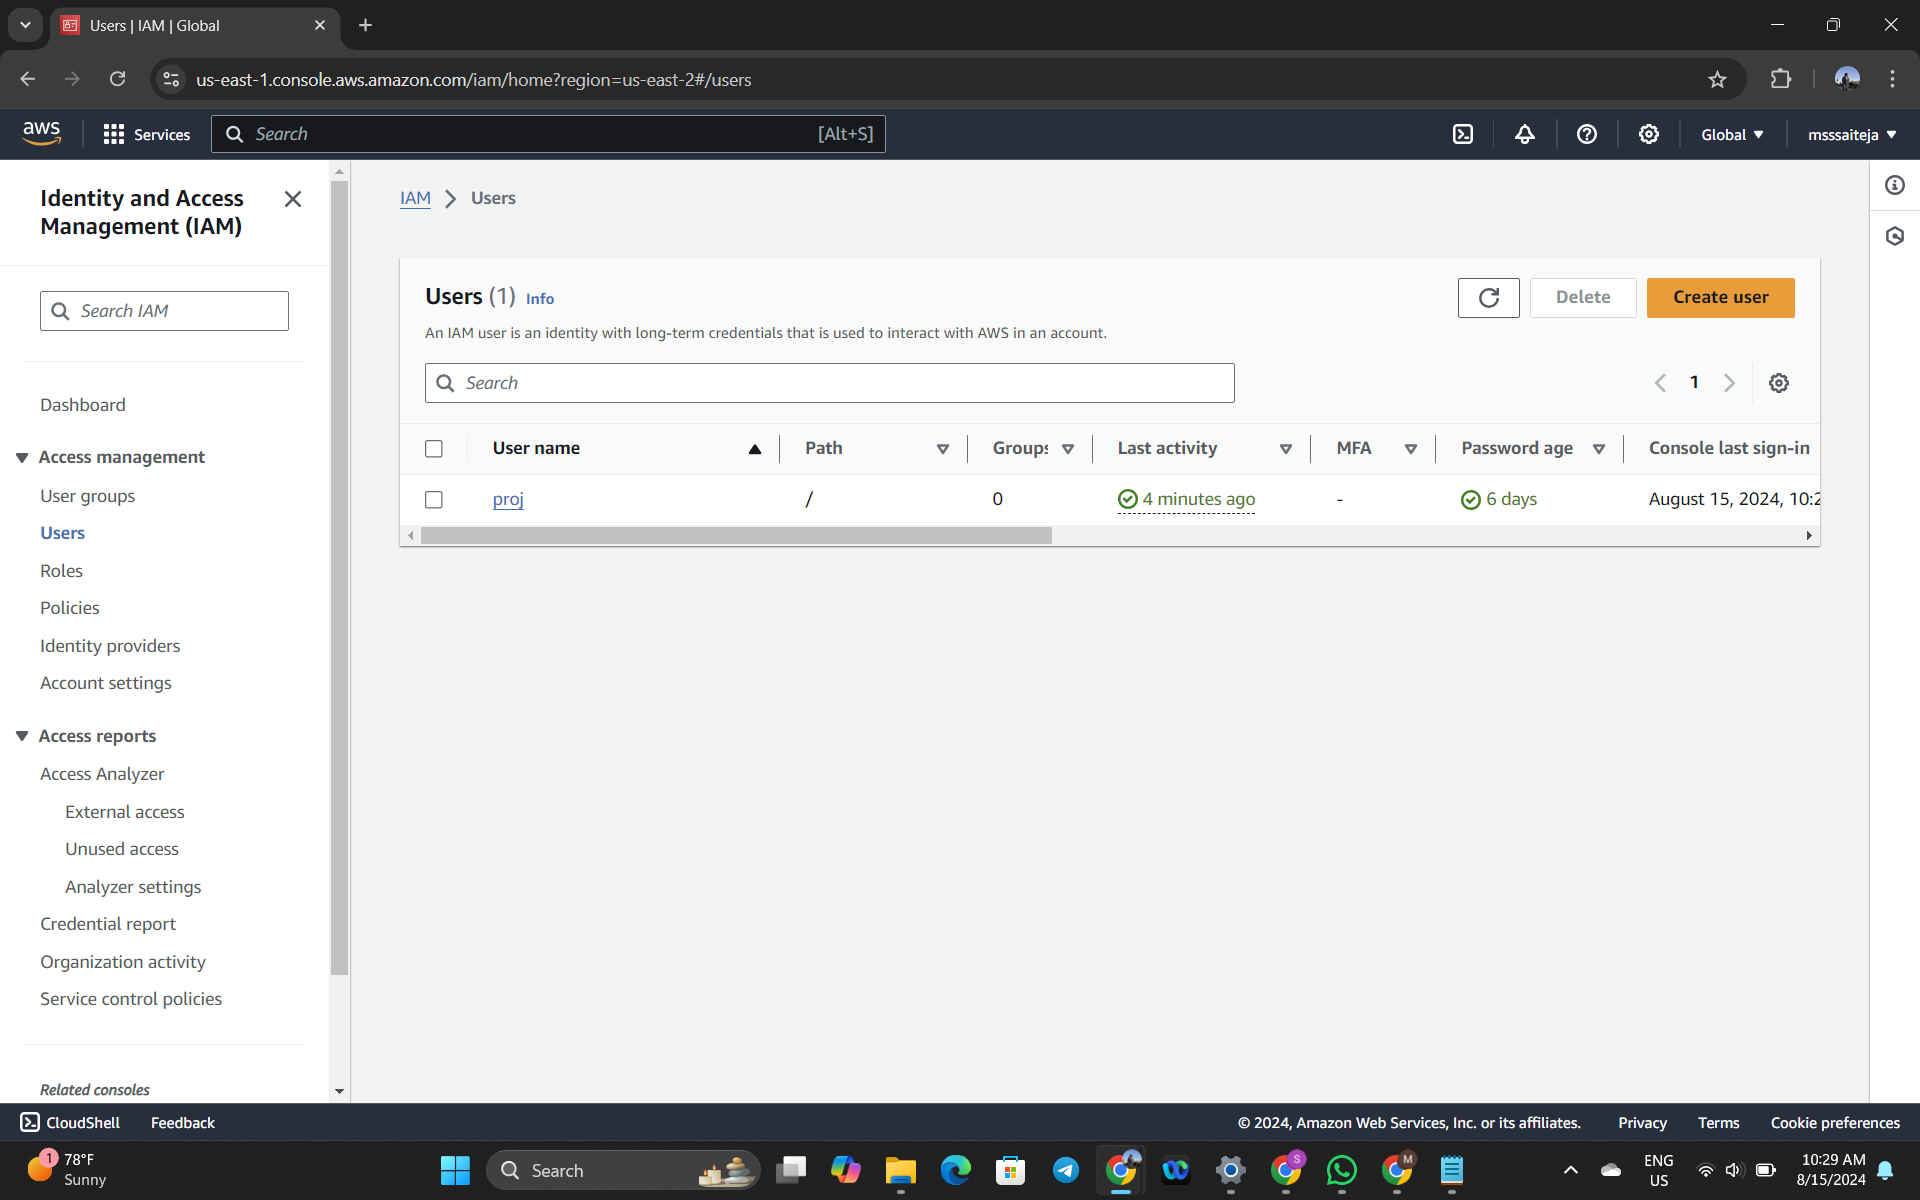 Users | IAM | Global
us-east-1.console.aws.amazon.com/iam/home?region=us-east-2#/users
aws
Services
Search
[Alt+S]
Global
msssaiteja
Identity and Access
Management (IAM)
Search IAM
Dashboard
Access management
User groups
Users
Roles
Policies
Identity providers
Account settings
Access reports
Access Analyzer
External access
Unused access
Analyzer settings
Credential report
Organization activity
Service control policies
Related consoles
IAM > Users
Users (1) Info
Delete
Create user
An IAM user is an identity with long-term credentials that is used to interact with AWS in an account.
Search
1
User name Path Groups Last activity MFA Password age Console last sign-in
proj / 0 4 minutes ago - 6 days August 15, 2024, 10:2
CloudShell Feedback
© 2024, Amazon Web Services, Inc. or its affiliates. Privacy Terms Cookie preferences
1
78°F
Sunny
Search
S
M
ENG
US
10:29 AM
8/15/2024